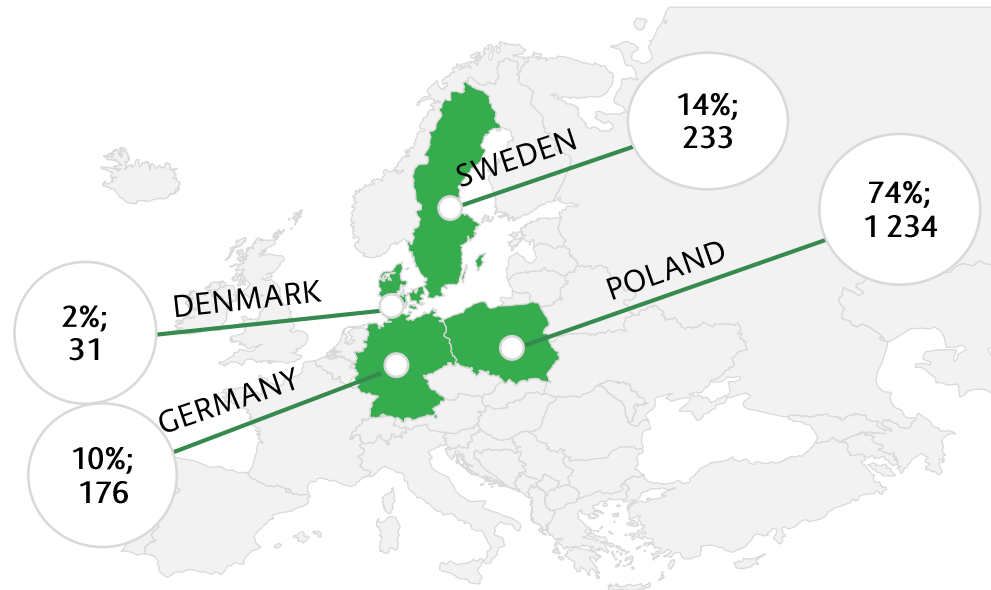 14%;
233
SWEDEN
74%;
1 234
POLAND
DENMARK
2%;
31
GERMANY
10%;
176